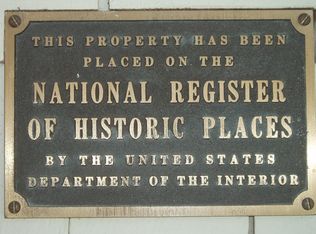 THIS PROPERTY HAS BEEN
PLACED ON THE
NATIONAL REGISTER
OF HISTORIC PLACES
BY THE UNITED STATES
DEPARTMENT OF THE INTERIOR